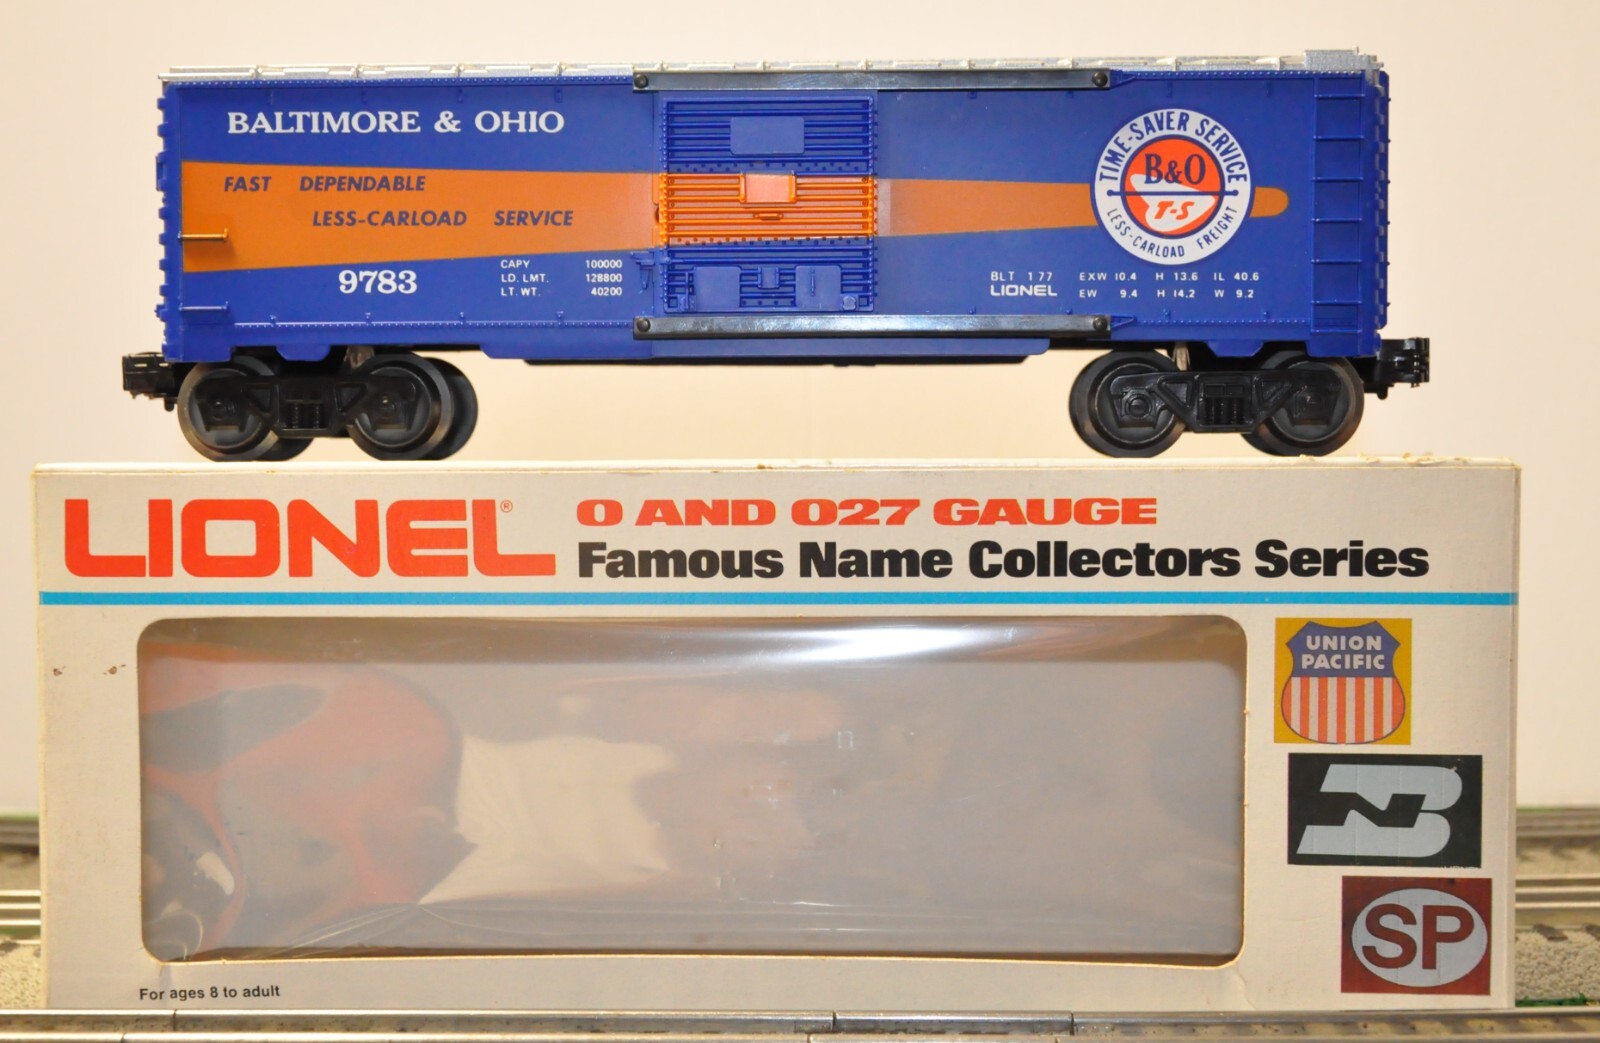 BALTIMORE & OHIO
FAST DEPENDABLE
LESS-CARLOAD SERVICE
9783
CAPY 100000
LD. LMT. 128800
LT. WT. 40200
TIME-SAVER SERVICE
B&O
T-S
LESS-CARLOAD FREIGHT
BLT 1 77 EXW 10.4 H 13.6 IL 40.6
LIONEL EW 9.4 H 14.2 W 9.2
LIONEL®
O AND O27 GAUGE
Famous Name Collectors Series
UNION
PACIFIC
BN
SP
For ages 8 to adult